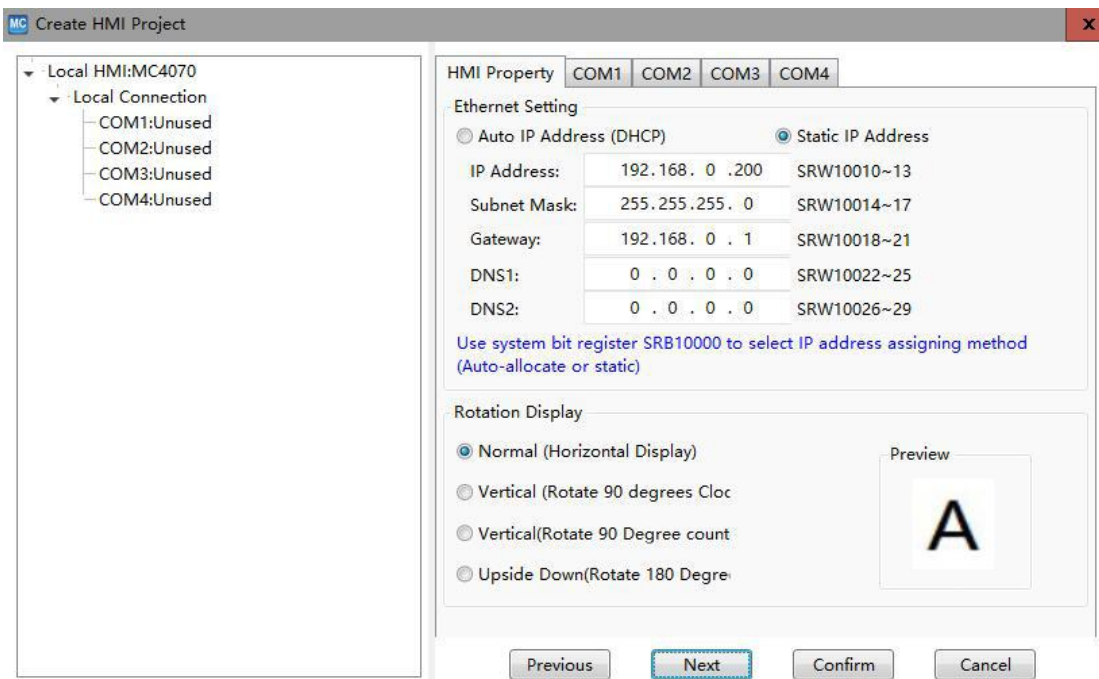 MC Create HMI Project x
Local HMI:MC4070
Local Connection
COM1:Unused
COM2:Unused
COM3:Unused
COM4:Unused
HMI Property COM1 COM2 COM3 COM4
Ethernet Setting
Auto IP Address (DHCP) Static IP Address
IP Address: 192.168. 0 .200 SRW10010~13
Subnet Mask: 255.255.255. 0 SRW10014~17
Gateway: 192.168. 0 . 1 SRW10018~21
DNS1: 0 . 0 . 0 . 0 SRW10022~25
DNS2: 0 . 0 . 0 . 0 SRW10026~29
Use system bit register SRB10000 to select IP address assigning method
(Auto-allocate or static)
Rotation Display
Normal (Horizontal Display)
Vertical (Rotate 90 degrees Cloc
Vertical(Rotate 90 Degree count
Upside Down(Rotate 180 Degre
Preview
A
Previous Next Confirm Cancel